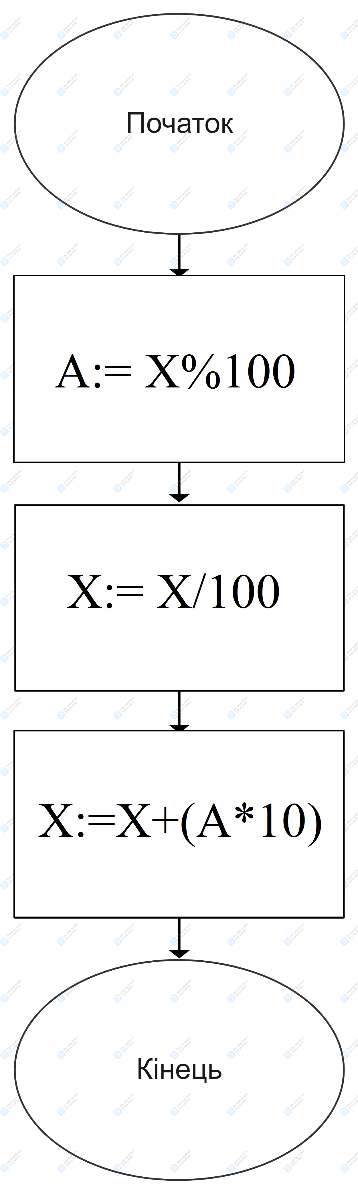 Початок
A:= X%100
X:= X/100
X:=X+(A*10)
Кінець